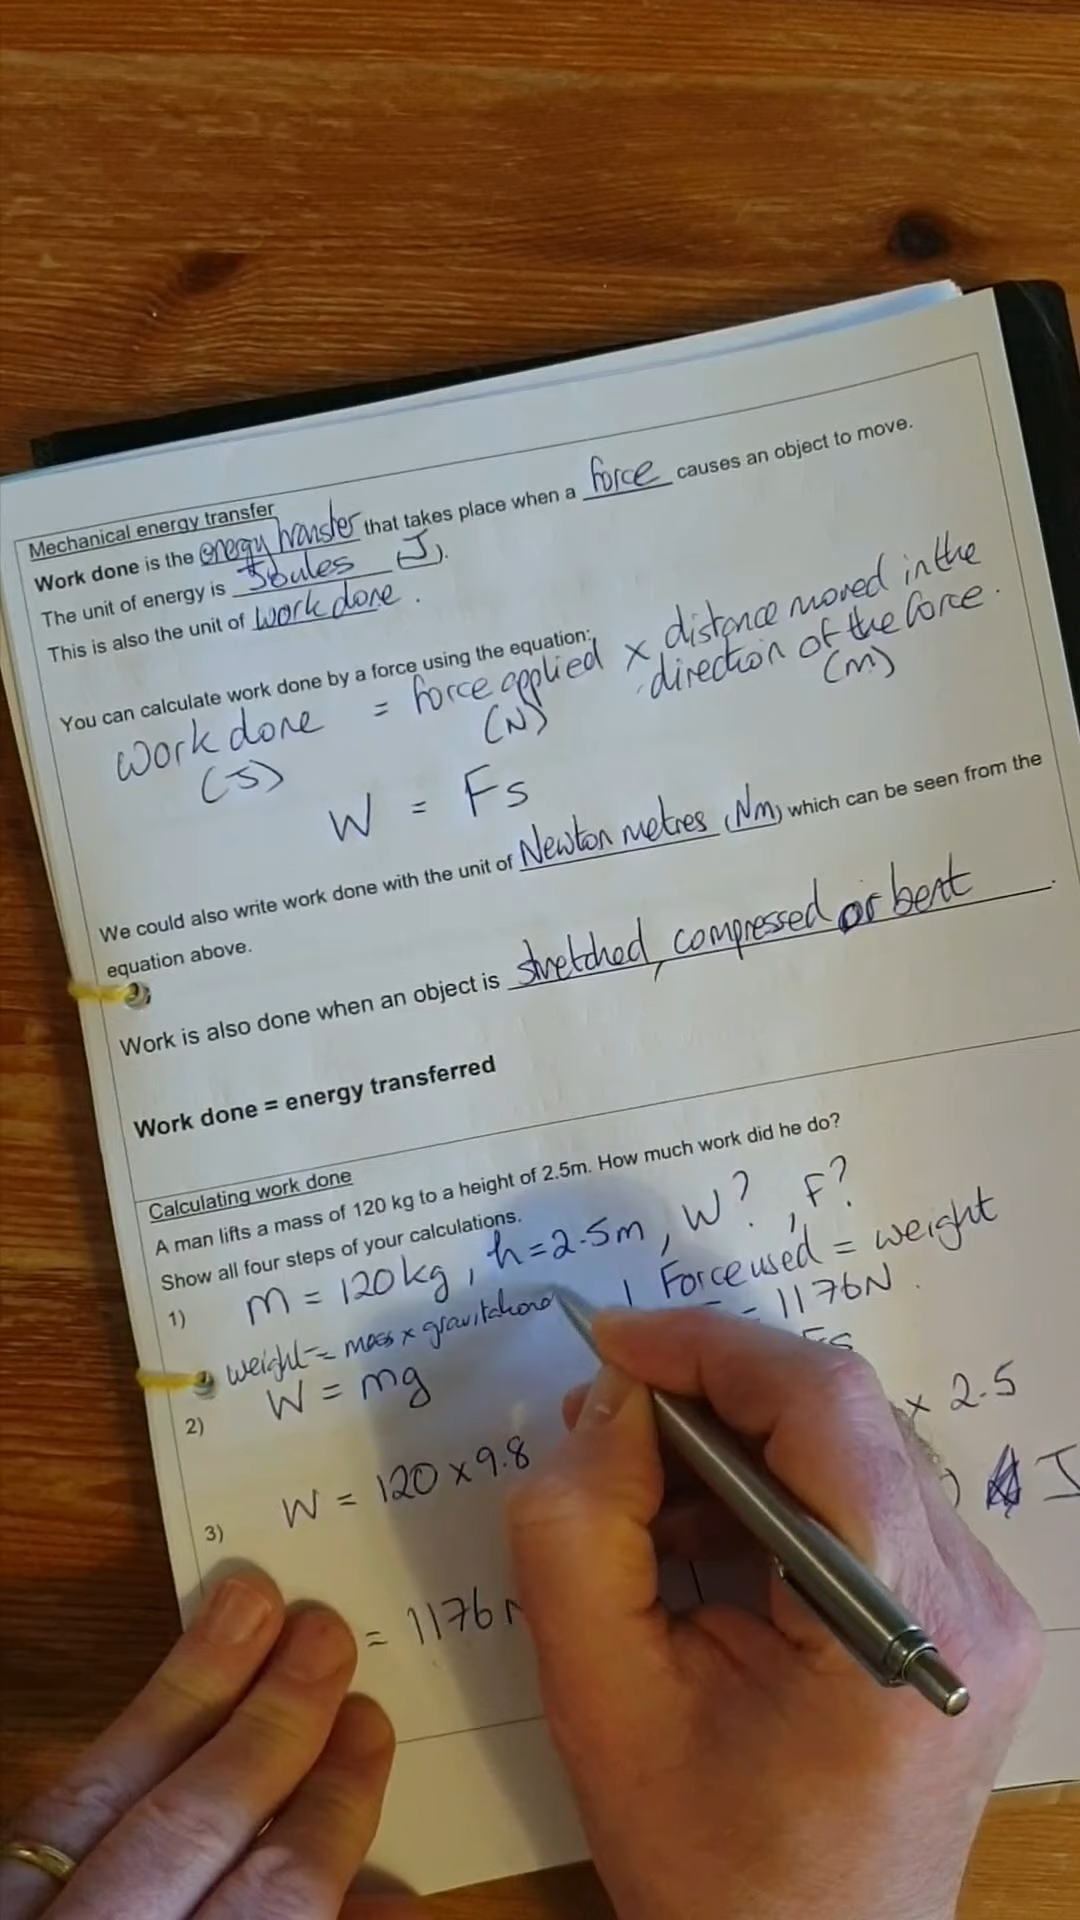 Mechanical energy transfer
Work done is the energy transfer that takes place when a force causes an object to move.
The unit of energy is Joules (J).
This is also the unit of work done.
You can calculate work done by a force using the equation:
work done = force applied × distance moved in the
direction of the force.
(J) (N) (m)
W = Fs
We could also write work done with the unit of Newton metres (Nm) which can be seen from the
equation above.
Work is also done when an object is stretched, compressed or bent.
Work done = energy transferred
Calculating work done
A man lifts a mass of 120 kg to a height of 2.5m. How much work did he do?
Show all four steps of your calculations.
1) m = 120kg, h = 2.5m, W?, F?
weight = mass × gravitationa
2) W = mg
3) W = 120 × 9.8
= 1176 N
Force used = weight
= 1176N.
Fs
× 2.5
J